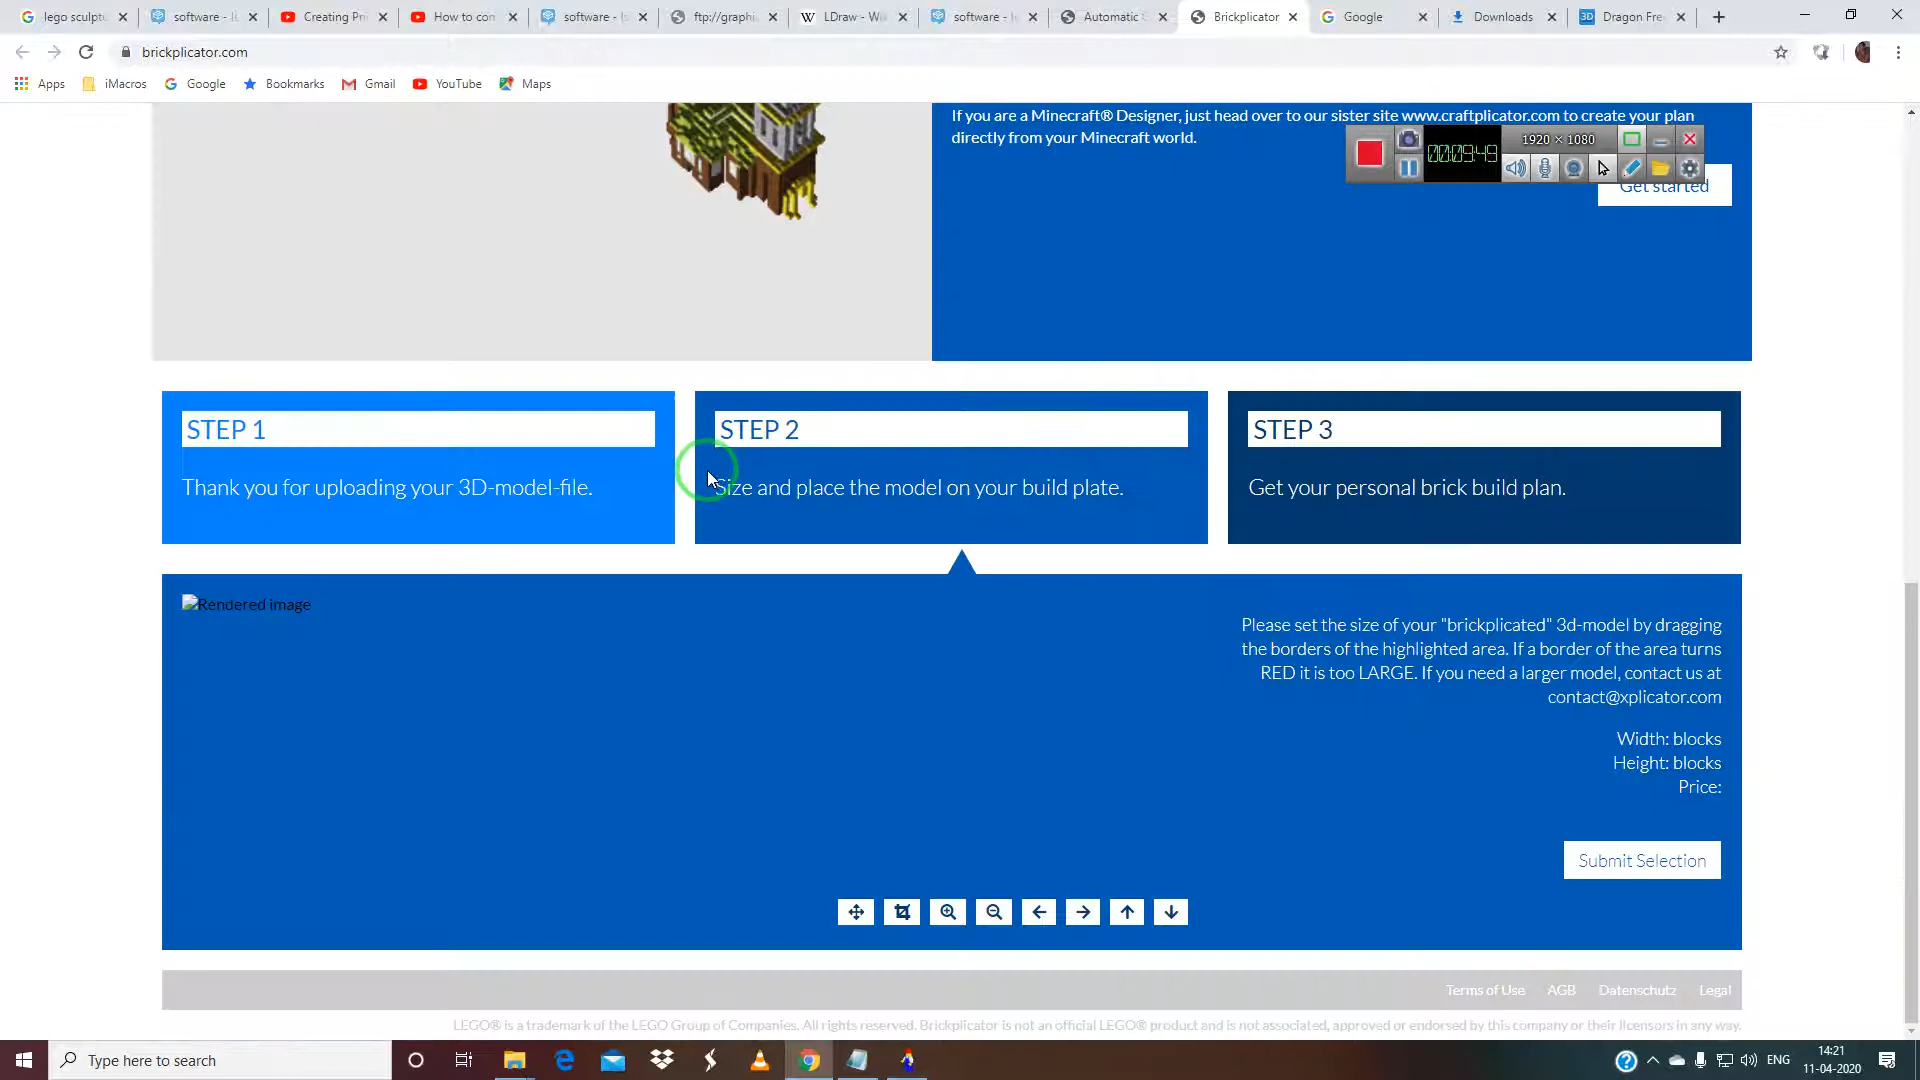 lego sculptu
software - IL
Creating Pri
How to con
software - Is
ftp://graphi
LDraw - Wi
software - Is
Automatic G
Brickplicator
Google
Downloads
Dragon Free
brickplicator.com
Apps
iMacros
Google
Bookmarks
Gmail
YouTube
Maps
If you are a Minecraft® Designer, just head over to our sister site www.craftplicator.com to create your plan
directly from your Minecraft world.
1920 × 1080
00:09:49
Get started
STEP 1
Thank you for uploading your 3D-model-file.
STEP 2
Size and place the model on your build plate.
STEP 3
Get your personal brick build plan.
Rendered image
Please set the size of your "brickplicated" 3d-model by dragging
the borders of the highlighted area. If a border of the area turns
RED it is too LARGE. If you need a larger model, contact us at
contact@xplicator.com
Width: blocks
Height: blocks
Price:
Submit Selection
Terms of Use
AGB
Datenschutz
Legal
LEGO® is a trademark of the LEGO Group of Companies. All rights reserved. Brickplicator is not an official LEGO® product and is not associated, approved or endorsed by this company or their licensors in any way.
Type here to search
ENG
14:21
11-04-2020